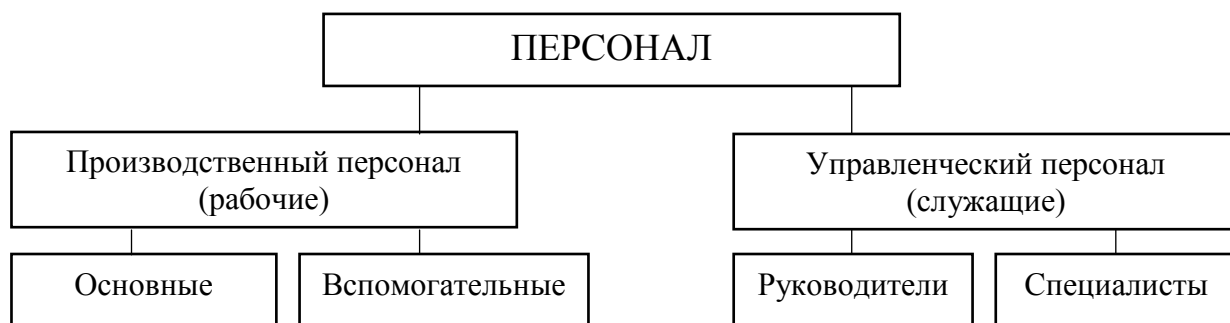 ПЕРСОНАЛ
Производственный персонал
(рабочие)
Управленческий персонал
(служащие)
Основные
Вспомогательные
Руководители
Специалисты